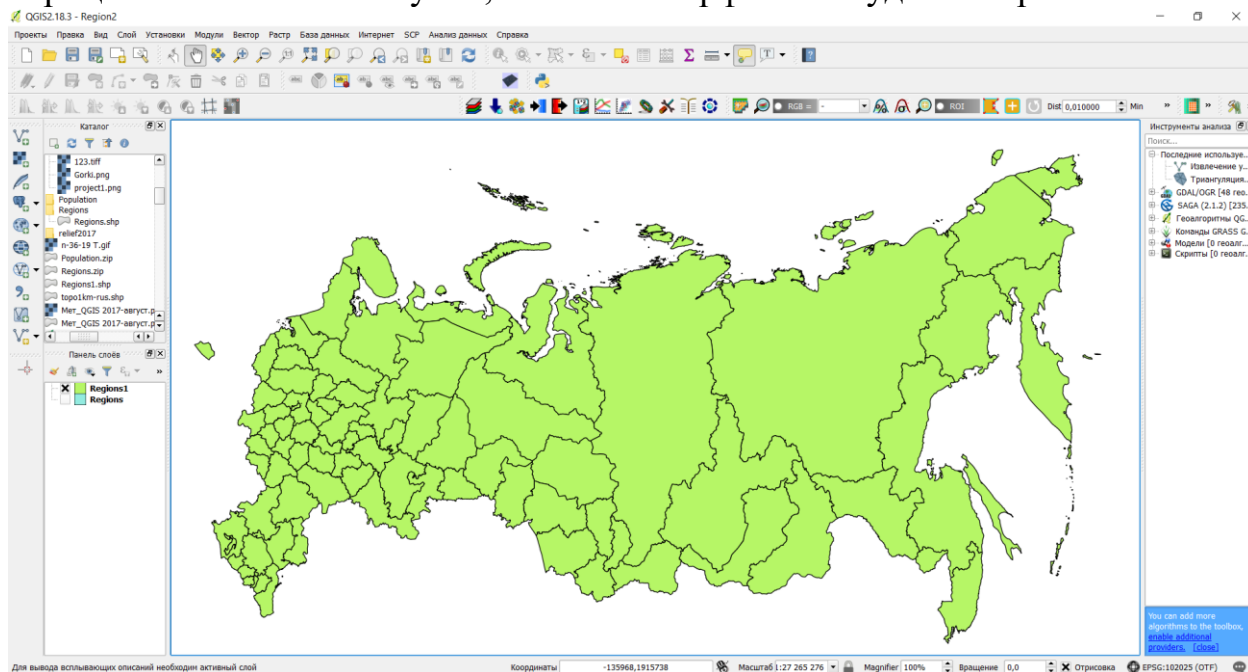 QGIS2.18.3 - Region2
Проекты Правка Вид Слой Установки Модули Вектор Растр База данных Интернет SCP Анализ данных Справка
RGB = - ROI Dist 0,010000 Min » »
Каталог
123.tiff
Gorki.png
project1.png
Population
Regions
Regions.shp
relief2017
n-36-19 T.gif
Population.zip
Regions.zip
Regions1.shp
topo1km-rus.shp
Мет_QGIS 2017-август.p
Мет_QGIS 2017-август.p
Панель слоёв
»
Regions1
Regions
Инструменты анализа
Поиск...
Последние используе...
Извлечение у...
Триангуляция...
GDAL/OGR [48 гео...
SAGA (2.1.2) [235...
Геоалгоритмы QG...
Команды GRASS G...
Модели [0 геоалг...
Скрипты [0 геоалг...
You can add more
algorithms to the toolbox,
enable additional
providers. [close]
Для вывода всплывающих описаний необходим активный слой Координаты -135968,1915738 Масштаб 1:27 265 276 Magnifier 100% Вращение 0,0 Отрисовка EPSG:102025 (OTF)